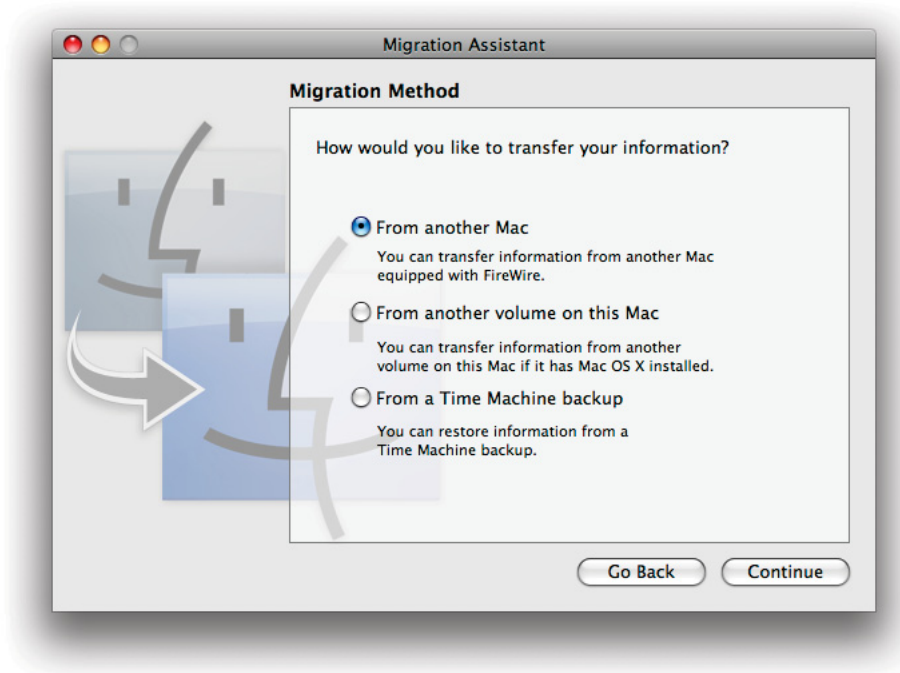 Migration Assistant
Migration Method
How would you like to transfer your information?
From another Mac
You can transfer information from another Mac
equipped with FireWire.
From another volume on this Mac
You can transfer information from another
volume on this Mac if it has Mac OS X installed.
From a Time Machine backup
You can restore information from a
Time Machine backup.
Go Back
Continue